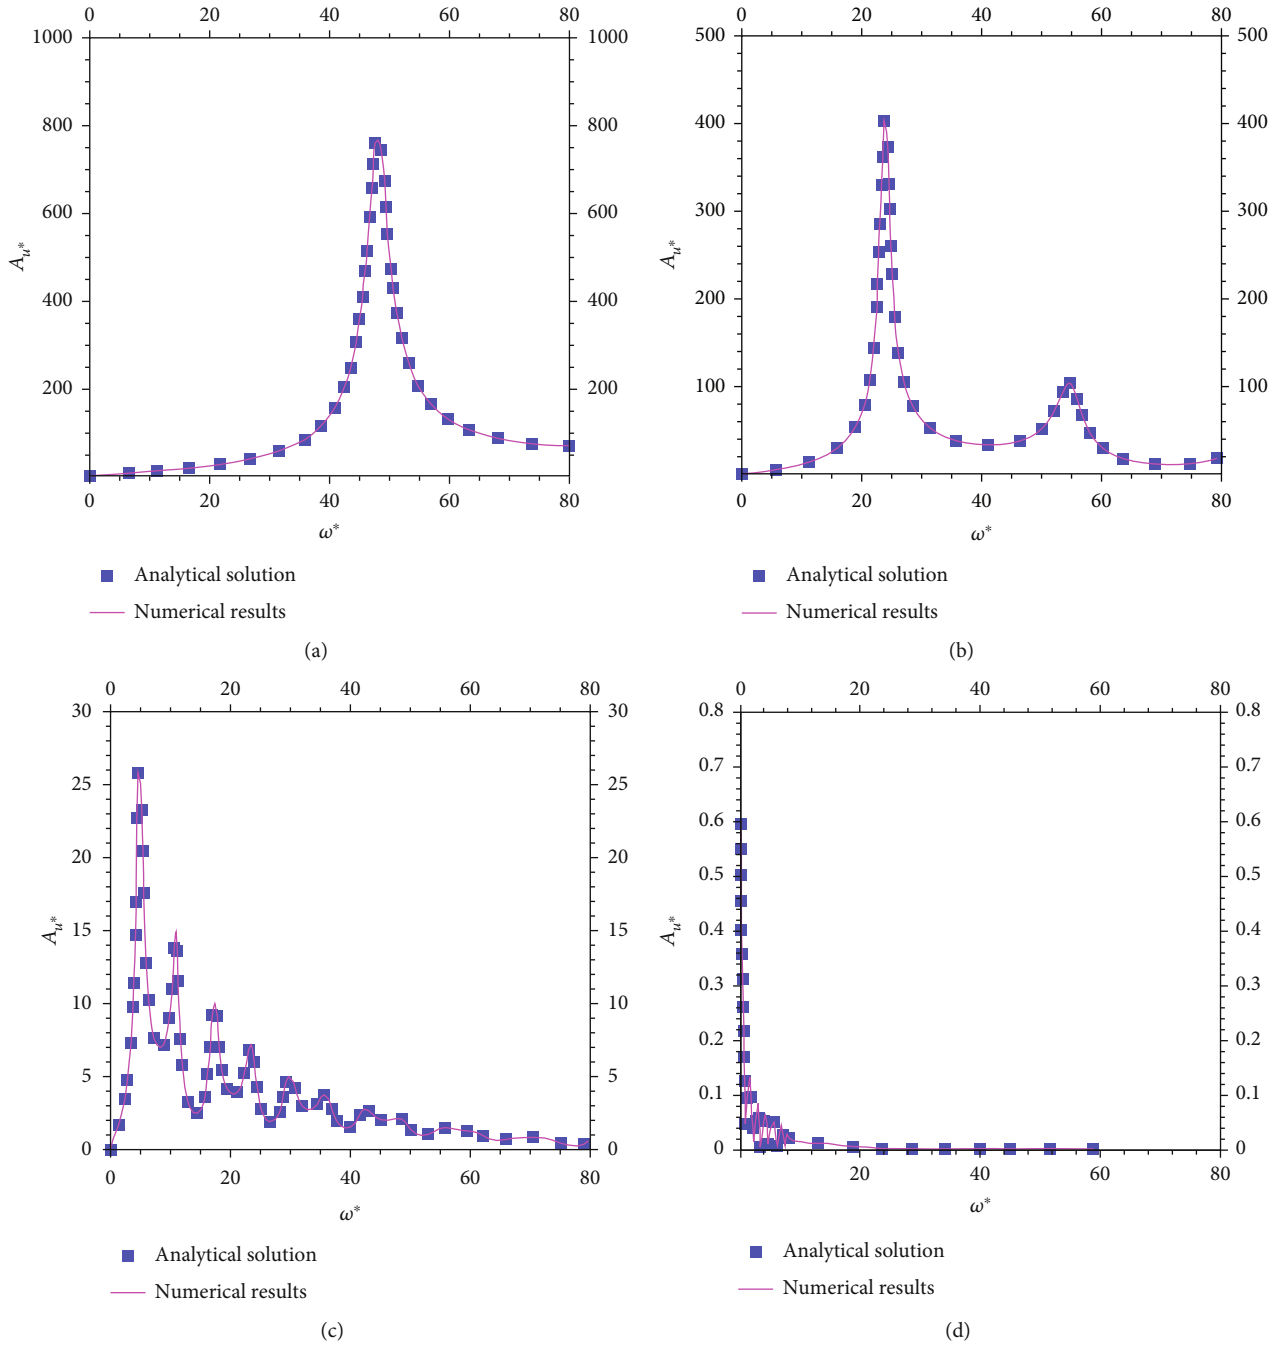 0 20 40 60 80
1000 1000
800 800
600 600
400 400
200 200
A_u*
0 20 40 60 80
ω*
Analytical solution
Numerical results
(a)
0 20 40 60 80
500 500
400 400
300 300
200 200
100 100
A_u*
0 20 40 60 80
ω*
Analytical solution
Numerical results
(b)
0 20 40 60 80
30 30
25 25
20 20
15 15
10 10
5 5
0 0
A_u*
0 20 40 60 80
ω*
Analytical solution
Numerical results
(c)
0 20 40 60 80
0.8 0.8
0.7 0.7
0.6 0.6
0.5 0.5
0.4 0.4
0.3 0.3
0.2 0.2
0.1 0.1
0 0
A_u*
0 20 40 60 80
ω*
Analytical solution
Numerical results
(d)